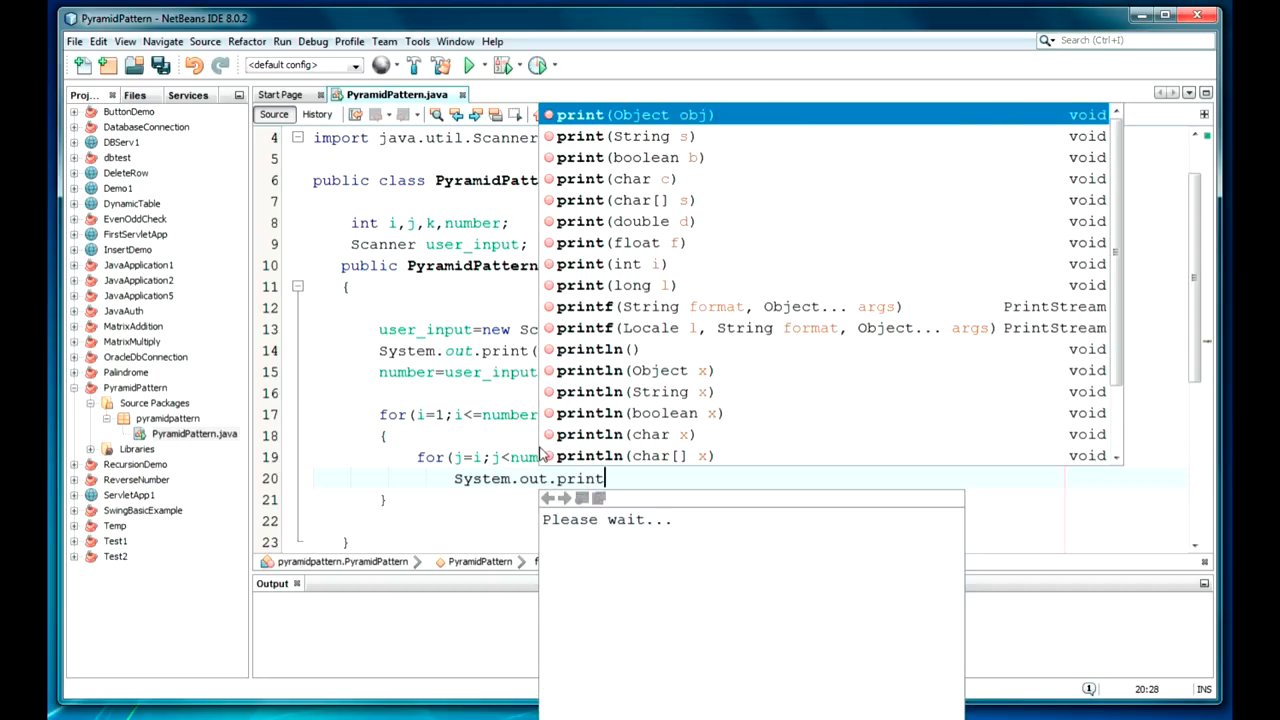 PyramidPattern - NetBeans IDE 8.0.2
File Edit View Navigate Source Refactor Run Debug Profile Team Tools Window Help
Search (Ctrl+I)
<default config>
Proj... Files Services
Start Page PyramidPattern.java
Source History
ButtonDemo
DatabaseConnection
DBServ1
dbtest
DeleteRow
Demo1
DynamicTable
EvenOddCheck
FirstServletApp
InsertDemo
JavaApplication1
JavaApplication2
JavaApplication5
JavaAuth
MatrixAddition
MatrixMultiply
OracleDbConnection
Palindrome
PyramidPattern
Source Packages
pyramidpattern
PyramidPattern.java
Libraries
RecursionDemo
ReverseNumber
ServletApp1
SwingBasicExample
Temp
Test1
Test2
4 import java.util.Scanner
5
6 public class PyramidPatt
7
8 int i,j,k,number;
9 Scanner user_input;
10 public PyramidPattern
11 {
12
13 user_input=new Sc
14 System.out.print(
15 number=user_input
16
17 for(i=1;i<=number
18 {
19 for(j=i;j<num
20 System.out.print
21 }
22
23 }
print(Object obj) void
print(String s) void
print(boolean b) void
print(char c) void
print(char[] s) void
print(double d) void
print(float f) void
print(int i) void
print(long l) void
printf(String format, Object... args) PrintStream
printf(Locale l, String format, Object... args) PrintStream
println() void
println(Object x) void
println(String x) void
println(boolean x) void
println(char x) void
println(char[] x) void
Please wait...
pyramidpattern.PyramidPattern PyramidPattern
Output
1 20:28 INS